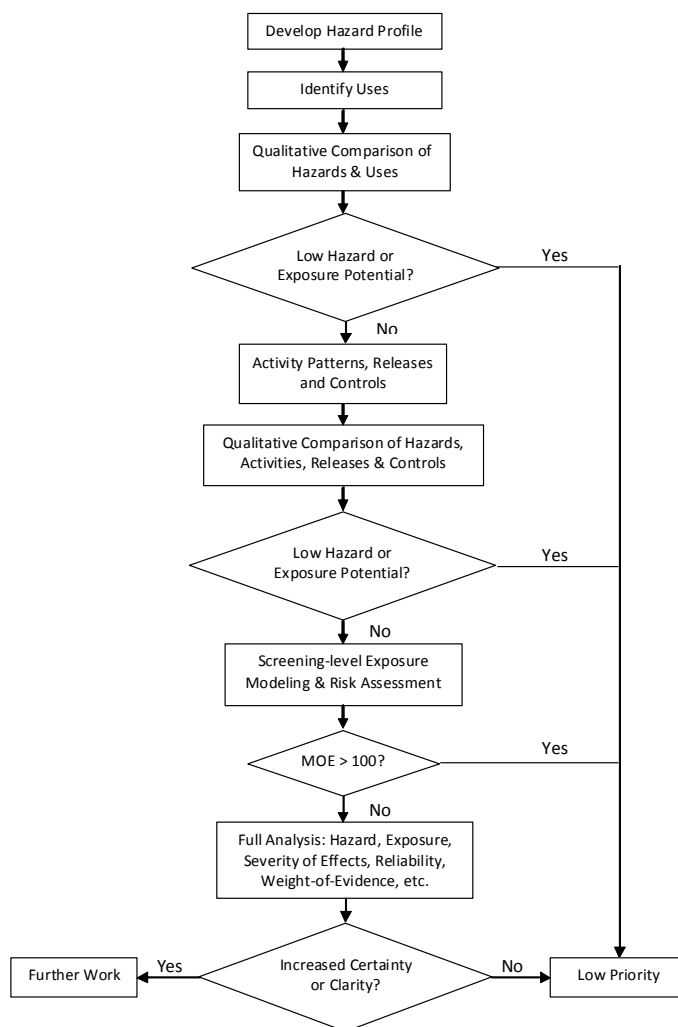 Develop Hazard Profile
Identify Uses
Qualitative Comparison of
Hazards & Uses
Low Hazard or
Exposure Potential?
Yes
No
Activity Patterns, Releases
and Controls
Qualitative Comparison of Hazards,
Activities, Releases & Controls
Low Hazard or
Exposure Potential?
Yes
No
Screening-level Exposure
Modeling & Risk Assessment
MOE > 100?
Yes
No
Full Analysis: Hazard, Exposure,
Severity of Effects, Reliability,
Weight-of-Evidence, etc.
Further Work
Yes
Increased Certainty
or Clarity?
No
Low Priority